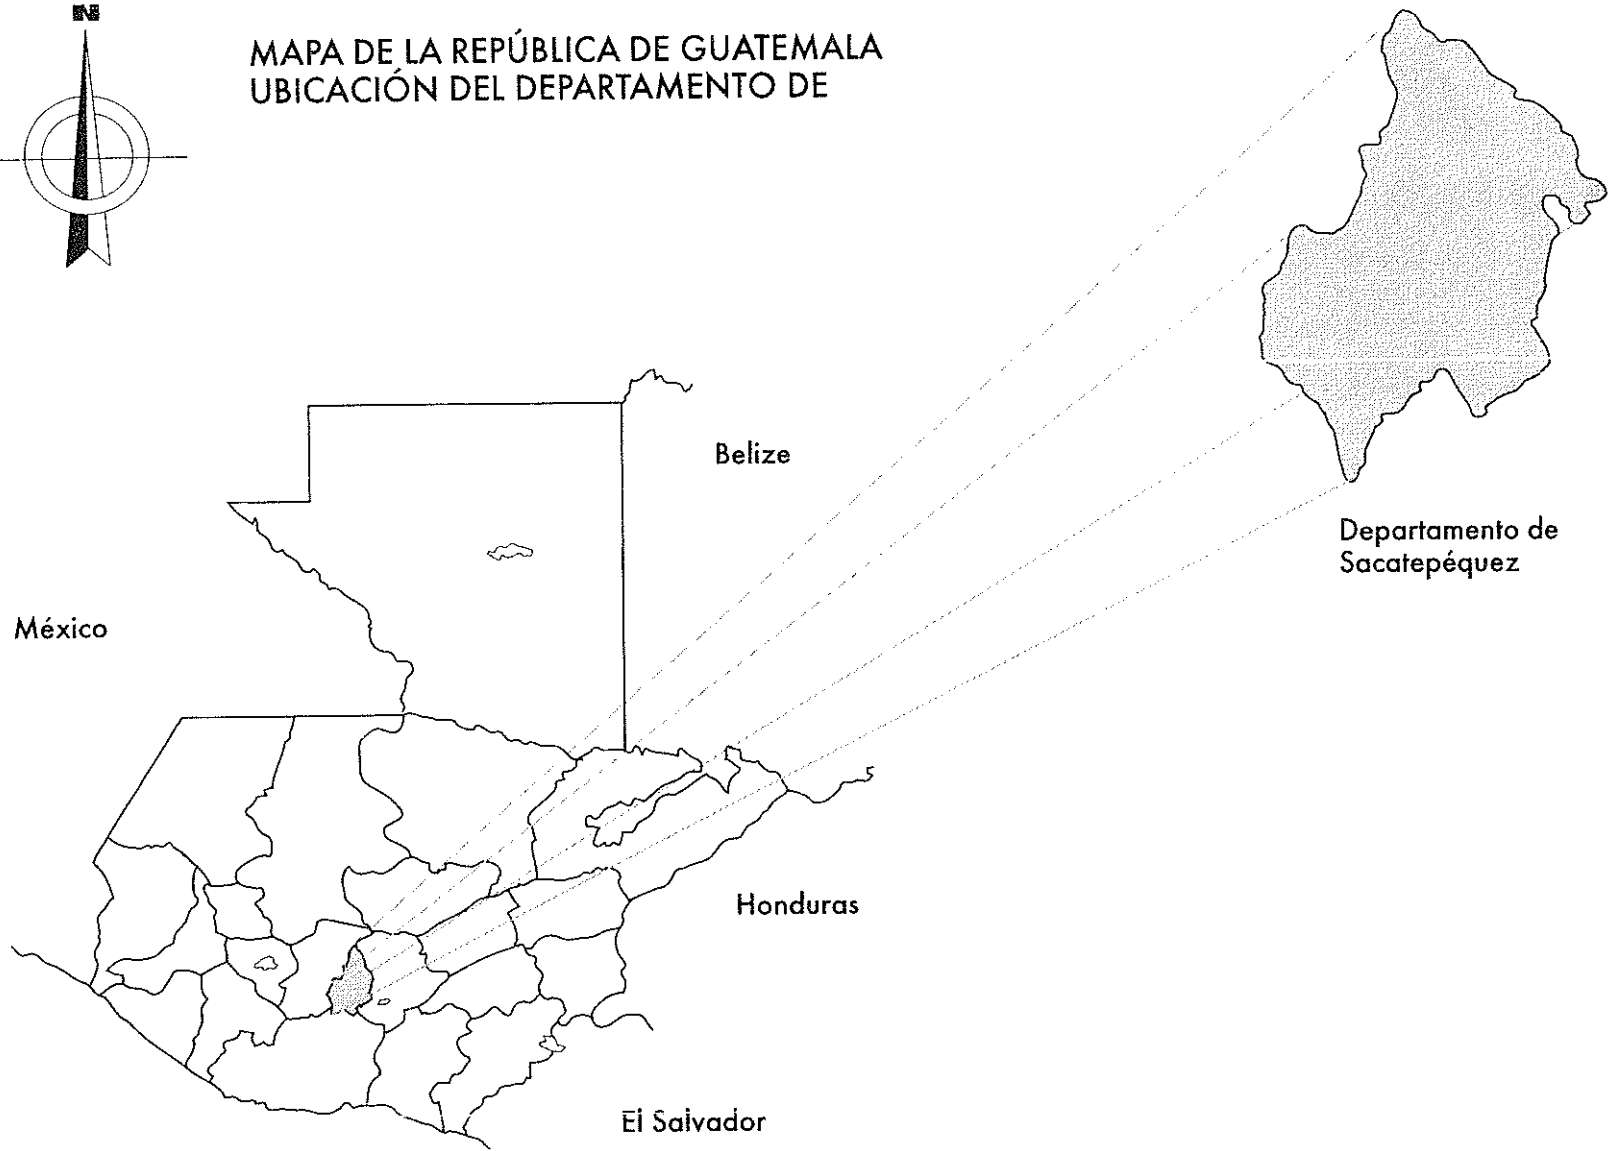 N
MAPA DE LA REPÚBLICA DE GUATEMALA
UBICACIÓN DEL DEPARTAMENTO DE
Belize
Departamento de
Sacatepéquez
México
Honduras
El Salvador